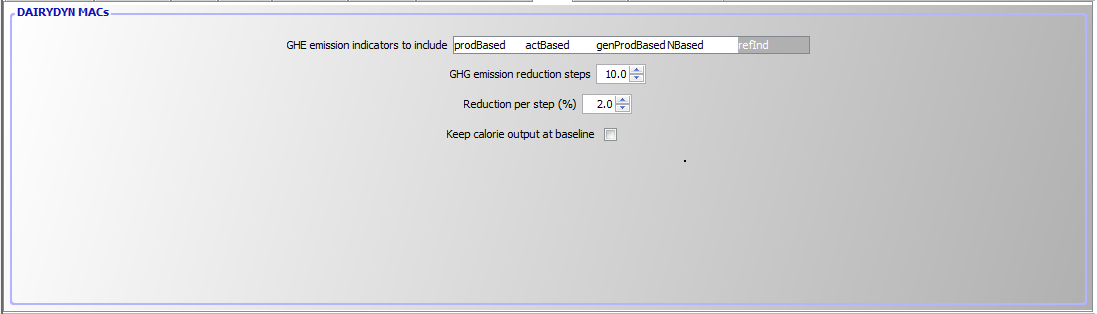 DAIRYDYN MACs
GHE emission indicators to include prodBased actBased genProdBased NBased refInd
GHG emission reduction steps 10.0
Reduction per step (%) 2.0
Keep calorie output at baseline